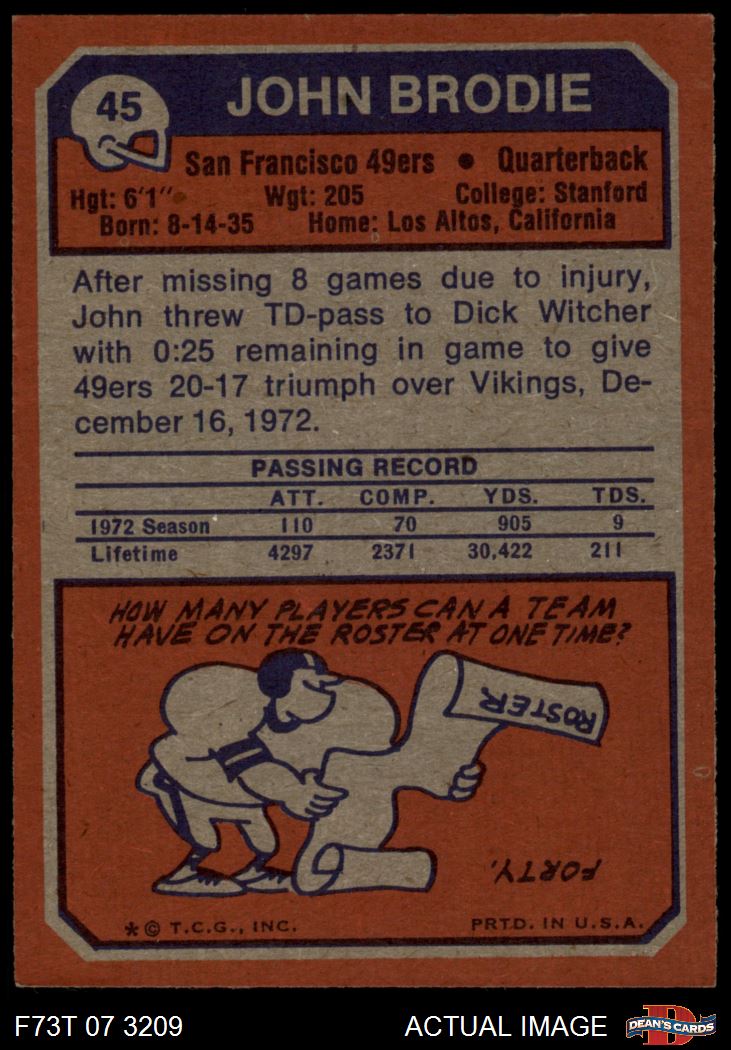 45
JOHN BRODIE
San Francisco 49ers • Quarterback
Hgt: 6'1" Wgt: 205 College: Stanford
Born: 8-14-35 Home: Los Altos, California
After missing 8 games due to injury,
John threw TD-pass to Dick Witcher
with 0:25 remaining in game to give
49ers 20-17 triumph over Vikings, De-
cember 16, 1972.
PASSING RECORD
ATT. COMP. YDS. TDS.
1972 Season 110 70 905 9
Lifetime 4297 2371 30,422 211
HOW MANY PLAYERS CAN A TEAM
HAVE ON THE ROSTER AT ONE TIME?
ROSTER
FORTY.
* © T.C.G., INC. PRTD. IN U.S.A.
F73T 07 3209 ACTUAL IMAGE D DEAN'S CARDS